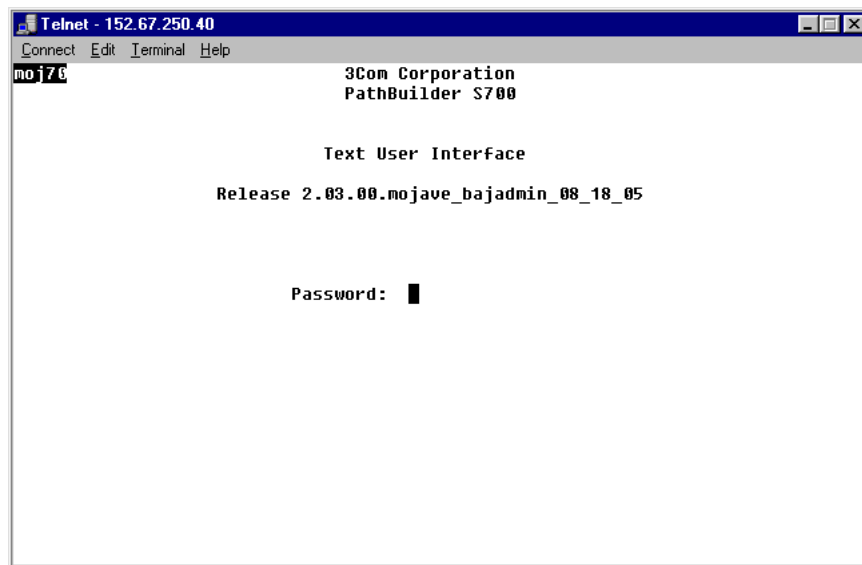 Telnet - 152.67.250.40
Connect Edit Terminal Help
moj70 3Com Corporation
PathBuilder S700
Text User Interface
Release 2.03.00.mojave_bajadmin_08_18_05
Password: